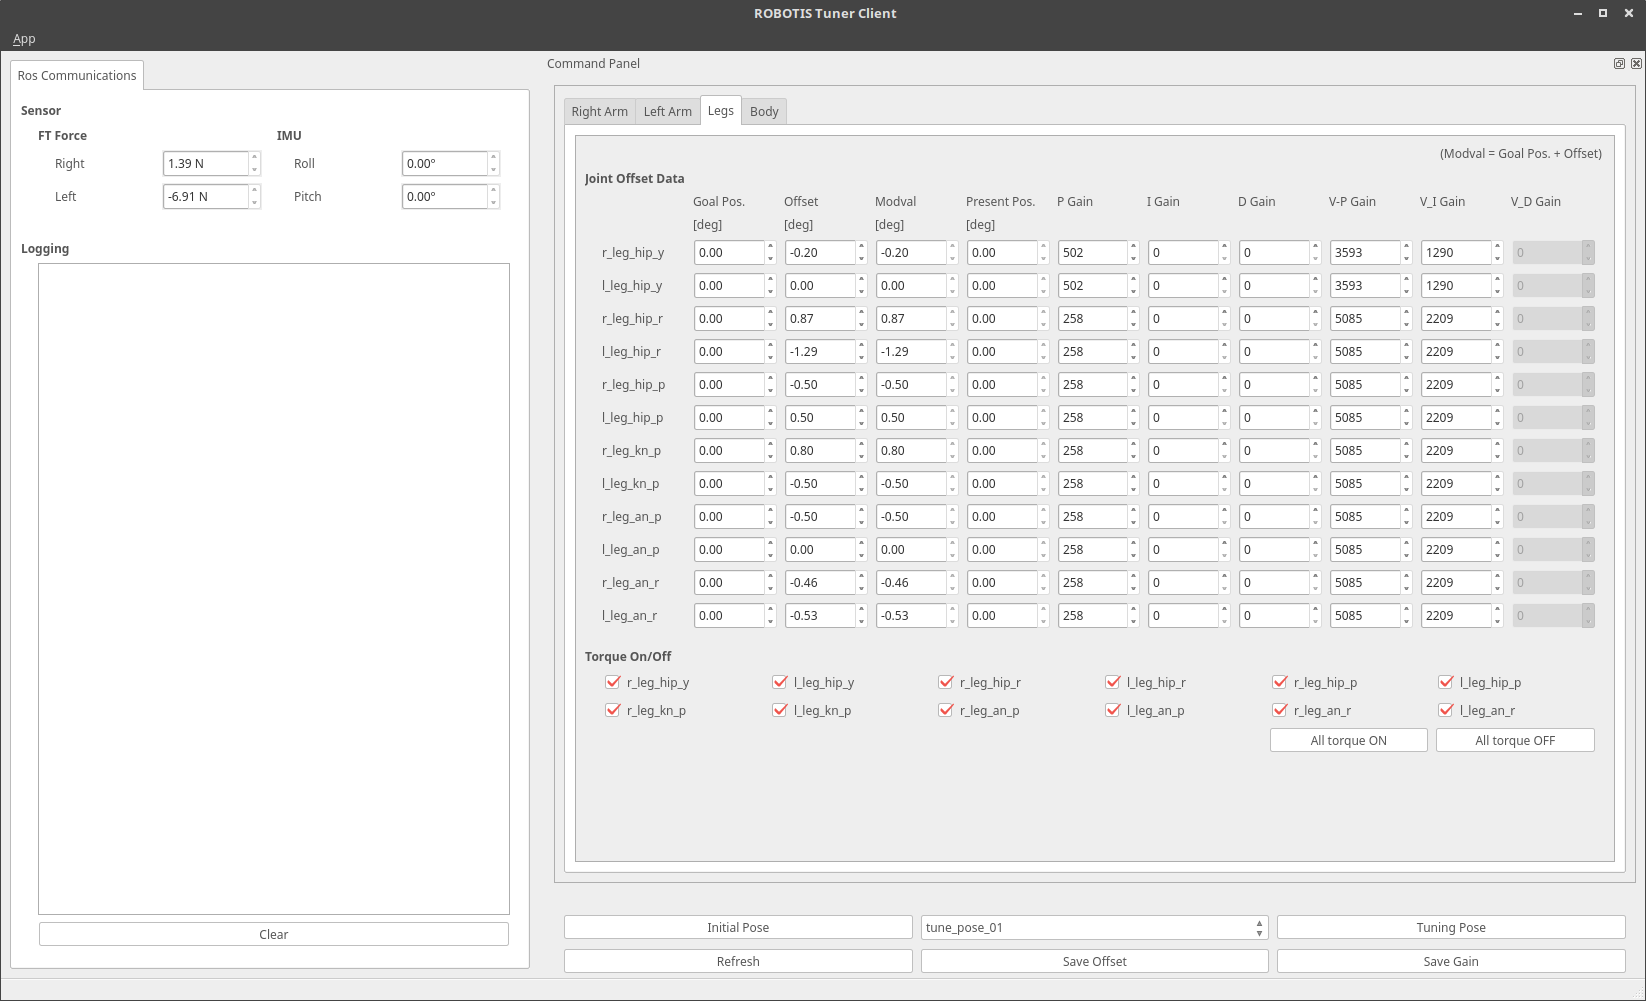 ROBOTIS Tuner Client
App
Ros Communications
Sensor
FT Force IMU
Right 1.39 N Roll 0.00°
Left -6.91 N Pitch 0.00°
Logging
Clear
Command Panel
Right Arm Left Arm Legs Body
(Modval = Goal Pos. + Offset)
Joint Offset Data
Goal Pos. Offset Modval Present Pos. P Gain I Gain D Gain V-P Gain V_I Gain V_D Gain
[deg] [deg] [deg] [deg]
r_leg_hip_y 0.00 -0.20 -0.20 0.00 502 0 0 3593 1290 0
l_leg_hip_y 0.00 0.00 0.00 0.00 502 0 0 3593 1290 0
r_leg_hip_r 0.00 0.87 0.87 0.00 258 0 0 5085 2209 0
l_leg_hip_r 0.00 -1.29 -1.29 0.00 258 0 0 5085 2209 0
r_leg_hip_p 0.00 -0.50 -0.50 0.00 258 0 0 5085 2209 0
l_leg_hip_p 0.00 0.50 0.50 0.00 258 0 0 5085 2209 0
r_leg_kn_p 0.00 0.80 0.80 0.00 258 0 0 5085 2209 0
l_leg_kn_p 0.00 -0.50 -0.50 0.00 258 0 0 5085 2209 0
r_leg_an_p 0.00 -0.50 -0.50 0.00 258 0 0 5085 2209 0
l_leg_an_p 0.00 0.00 0.00 0.00 258 0 0 5085 2209 0
r_leg_an_r 0.00 -0.46 -0.46 0.00 258 0 0 5085 2209 0
l_leg_an_r 0.00 -0.53 -0.53 0.00 258 0 0 5085 2209 0
Torque On/Off
r_leg_hip_y l_leg_hip_y r_leg_hip_r l_leg_hip_r r_leg_hip_p l_leg_hip_p
r_leg_kn_p l_leg_kn_p r_leg_an_p l_leg_an_p r_leg_an_r l_leg_an_r
All torque ON All torque OFF
Initial Pose tune_pose_01 Tuning Pose
Refresh Save Offset Save Gain